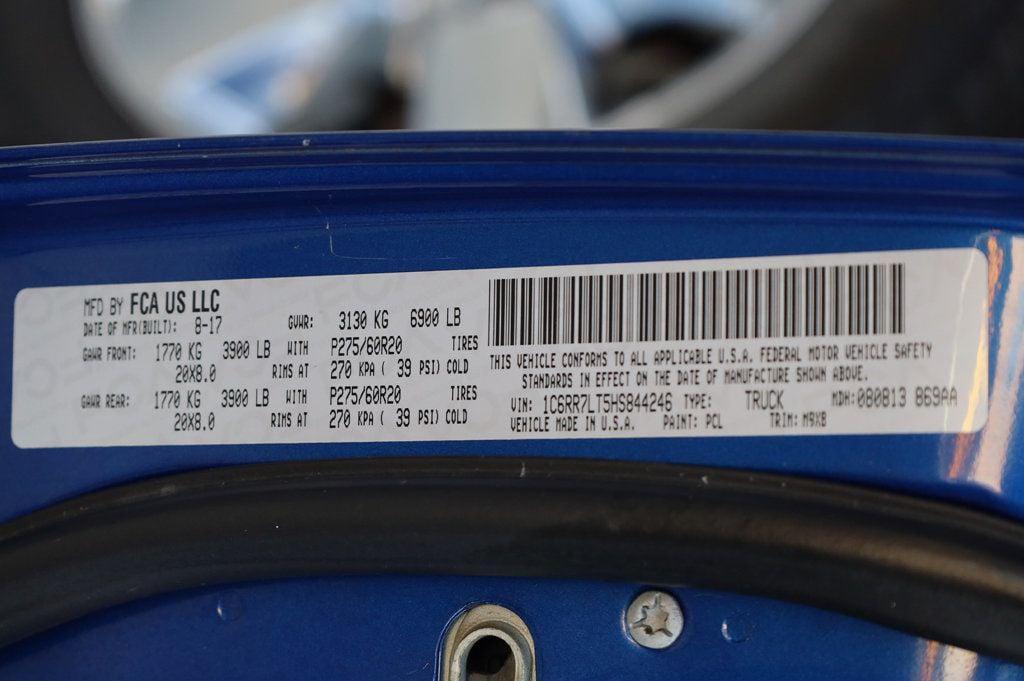 MFD BY FCA US LLC
DATE OF MFR(BUILT): 8-17 GVWR: 3130 KG 6900 LB
GAWR FRONT: 1770 KG 3900 LB WITH P275/60R20 TIRES
20X8.0 RIMS AT 270 KPA ( 39 PSI) COLD
GAWR REAR: 1770 KG 3900 LB WITH P275/60R20 TIRES
20X8.0 RIMS AT 270 KPA ( 39 PSI) COLD
THIS VEHICLE CONFORMS TO ALL APPLICABLE U.S.A. FEDERAL MOTOR VEHICLE SAFETY
STANDARDS IN EFFECT ON THE DATE OF MANUFACTURE SHOWN ABOVE.
VIN: 1C6RR7LT5HS844246 TYPE: TRUCK MDH: 080813 869AA
VEHICLE MADE IN U.S.A. PAINT: PCL TRIM: M9X8